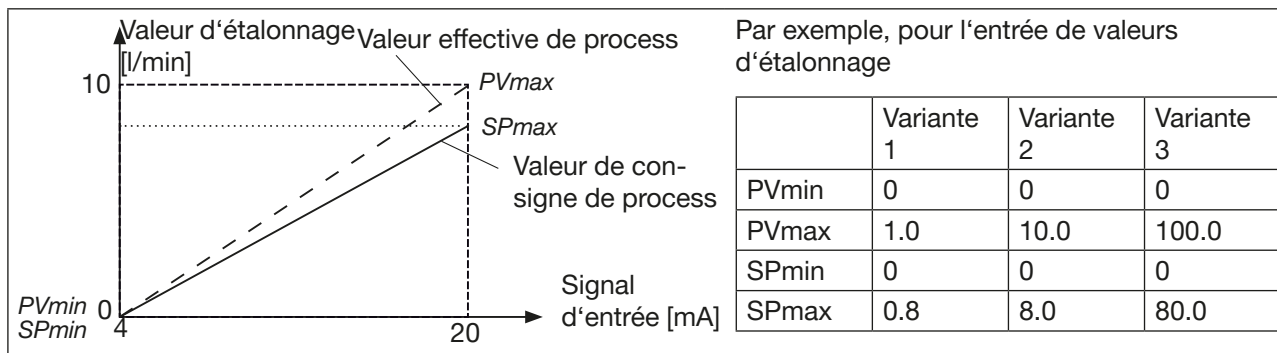 Valeur d‘étalonnage
[l/min]
Valeur effective de process
10
PVmax
SPmax
Valeur de con-
signe de process
PVmin
SPmin
0
4
20
Signal
d‘entrée [mA]
Par exemple, pour l‘entrée de valeurs
d‘étalonnage
Variante
1
Variante
2
Variante
3
PVmin 0 0 0
PVmax 1.0 10.0 100.0
SPmin 0 0 0
SPmax 0.8 8.0 80.0